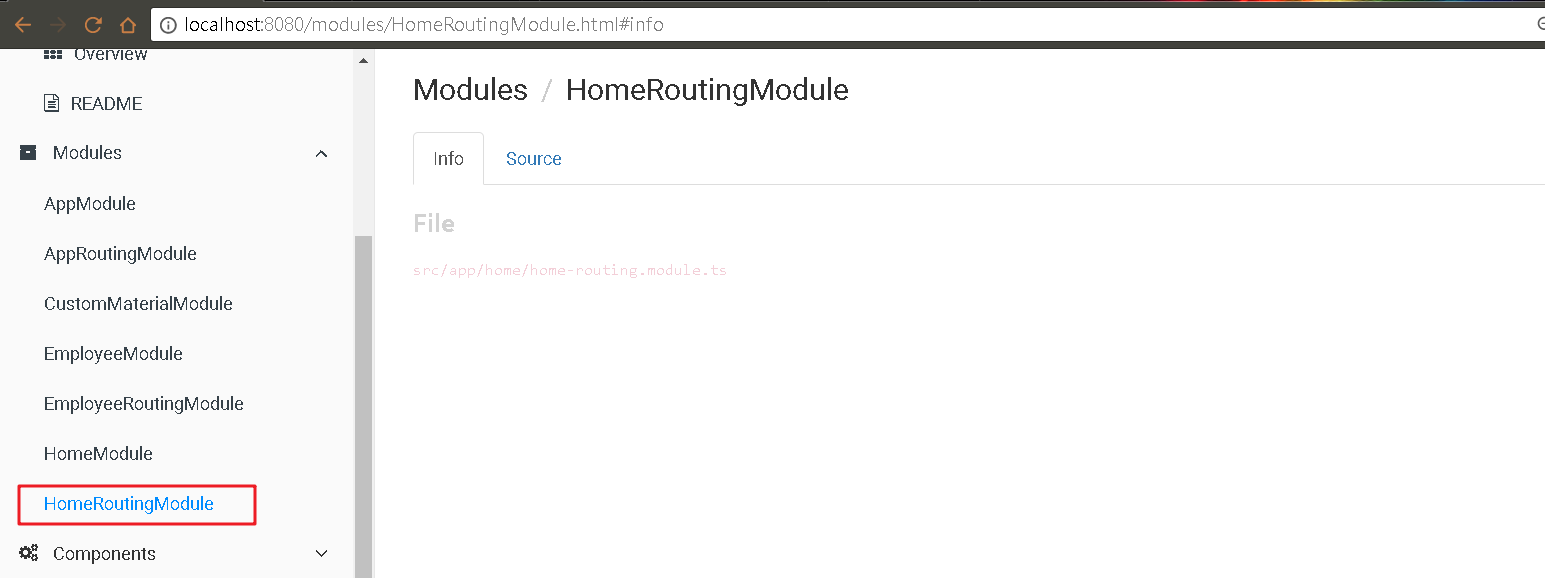 localhost:8080/modules/HomeRoutingModule.html#info
Overview
README
Modules
AppModule
AppRoutingModule
CustomMaterialModule
EmployeeModule
EmployeeRoutingModule
HomeModule
HomeRoutingModule
Components
Modules / HomeRoutingModule
Info Source
File
src/app/home/home-routing.module.ts